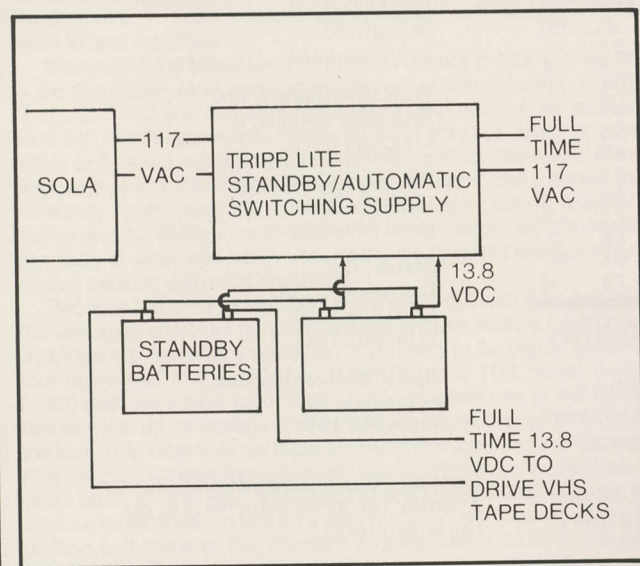 SOLA
117
VAC
TRIPP LITE
STANDBY/AUTOMATIC
SWITCHING SUPPLY
FULL
TIME
117
VAC
13.8
VDC
STANDBY
BATTERIES
FULL
TIME 13.8
VDC TO
DRIVE VHS
TAPE DECKS